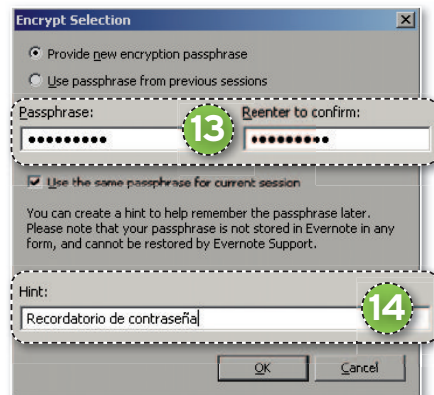 Encrypt Selection
Provide new encryption passphrase
Use passphrase from previous sessions
Passphrase: Reenter to confirm:
13
Use the same passphrase for current session
You can create a hint to help remember the passphrase later.
Please note that your passphrase is not stored in Evernote in any
form, and cannot be restored by Evernote Support.
Hint:
Recordatorio de contraseña
14
OK Cancel